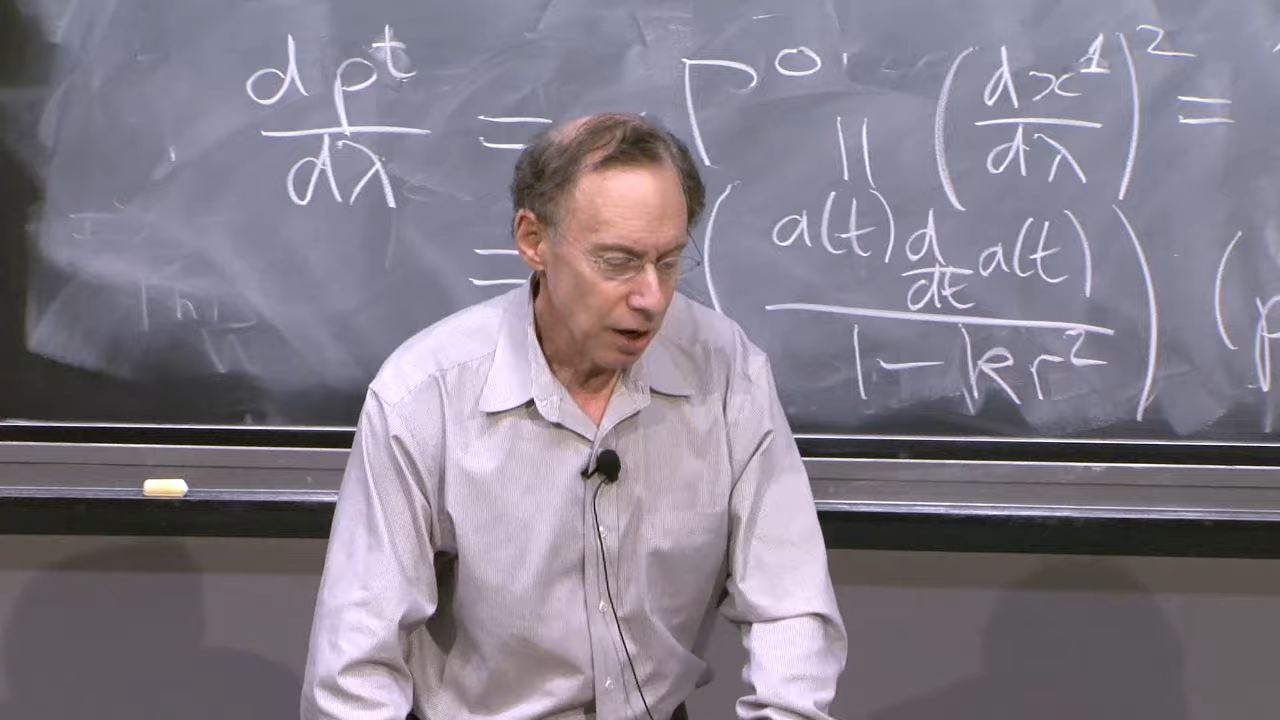 dp^t/dλ = Γ^0_11 (dx^1/dλ)^2 =
= (a(t) d/dt a(t) / 1-kr^2) (p